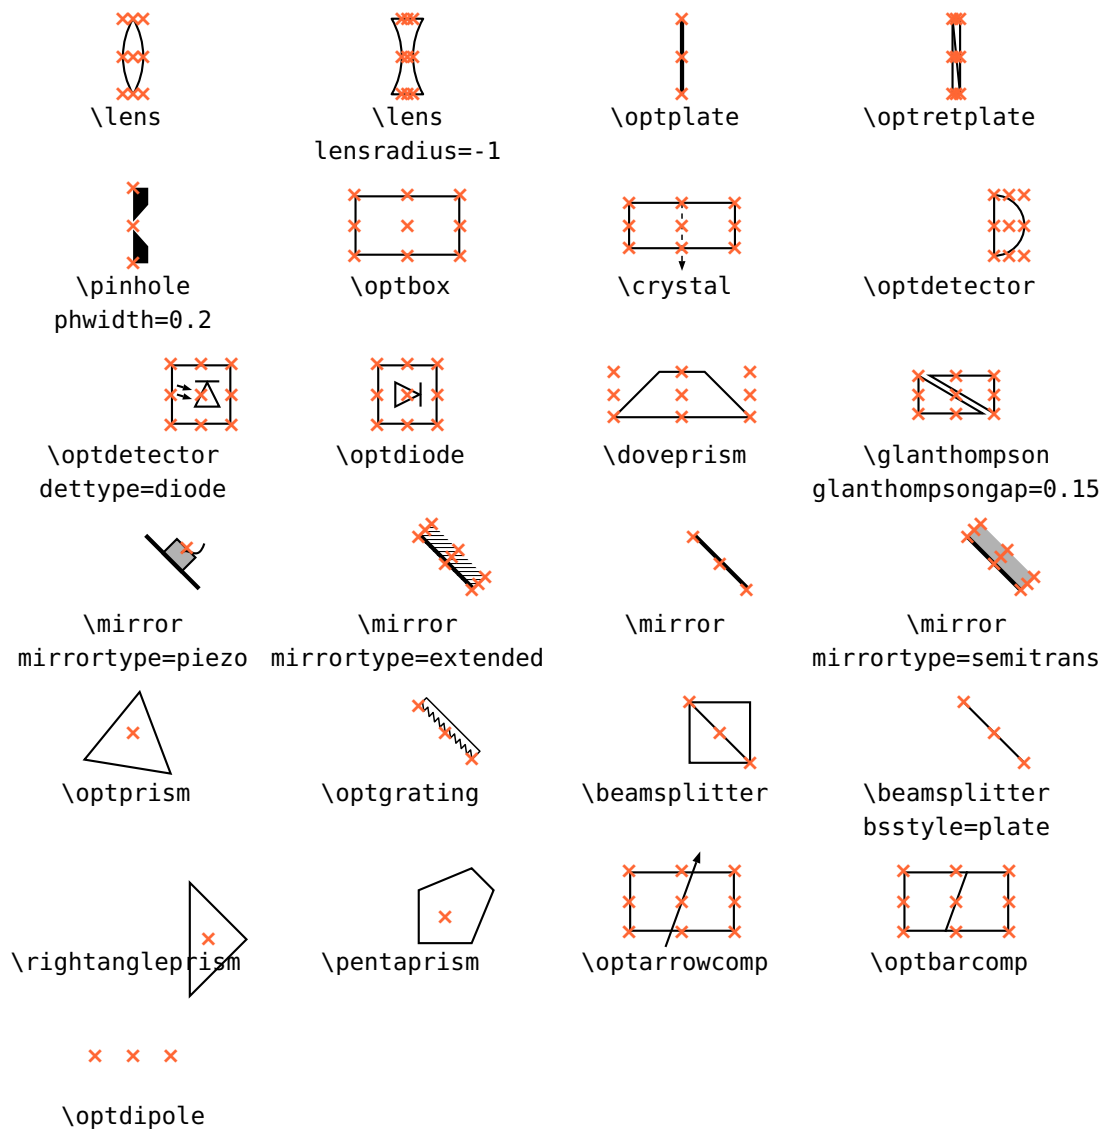 \lens
\lens
lensradius=-1
\optplate
\optretplate
\pinhole
phwidth=0.2
\optbox
\crystal
\optdetector
\optdetector
dettype=diode
\optdiode
\doveprism
\glanthompson
glanthompsongap=0.15
\mirror
mirrortype=piezo
\mirror
mirrortype=extended
\mirror
\mirror
mirrortype=semitrans
\optprism
\optgrating
\beamsplitter
\beamsplitter
bsstyle=plate
\rightangleprism
\pentaprism
\optarrowcomp
\optbarcomp
\optdipole